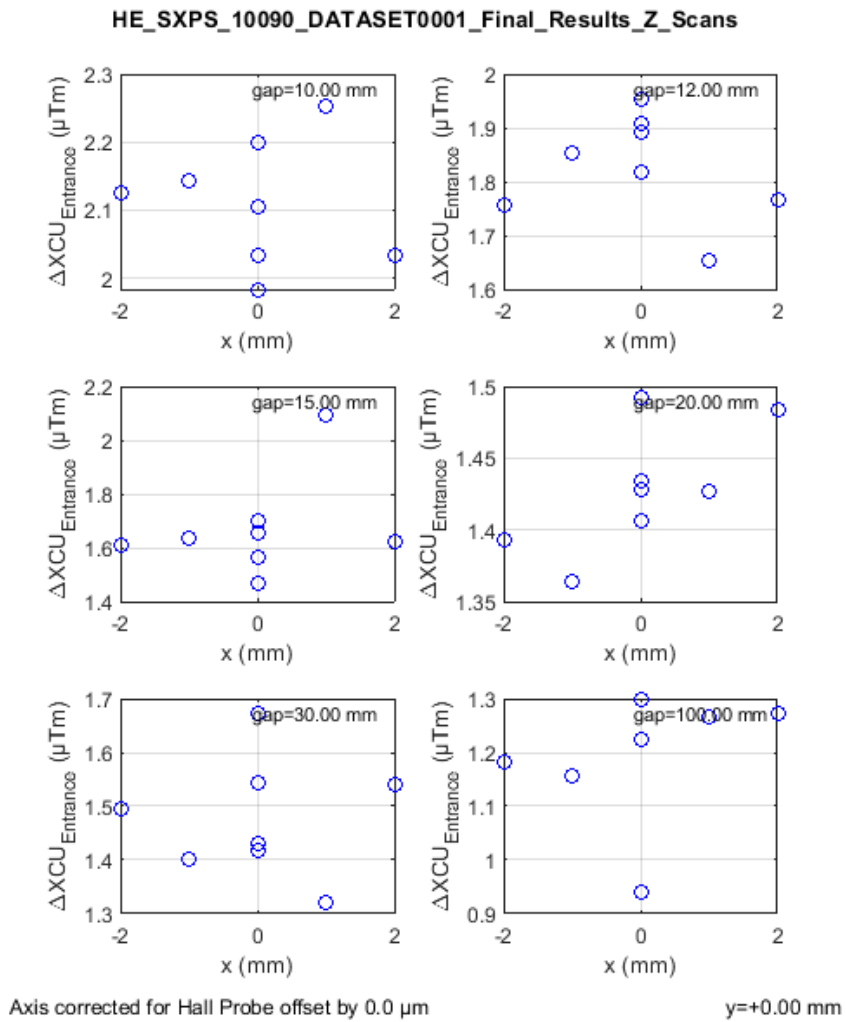 HE_SXPS_10090_DATASET0001_Final_Results_Z_Scans
gap=10.00 mm
2.3
2.2
2.1
2
ΔXCU_Entrance (μTm)
-2 0 2
x (mm)
gap=12.00 mm
2
1.9
1.8
1.7
1.6
ΔXCU_Entrance (μTm)
-2 0 2
x (mm)
gap=15.00 mm
2.2
2
1.8
1.6
1.4
ΔXCU_Entrance (μTm)
-2 0 2
x (mm)
gap=20.00 mm
1.5
1.45
1.4
1.35
ΔXCU_Entrance (μTm)
-2 0 2
x (mm)
gap=30.00 mm
1.7
1.6
1.5
1.4
1.3
ΔXCU_Entrance (μTm)
-2 0 2
x (mm)
gap=100.00 mm
1.3
1.2
1.1
1
0.9
ΔXCU_Entrance (μTm)
-2 0 2
x (mm)
Axis corrected for Hall Probe offset by 0.0 μm
y=+0.00 mm